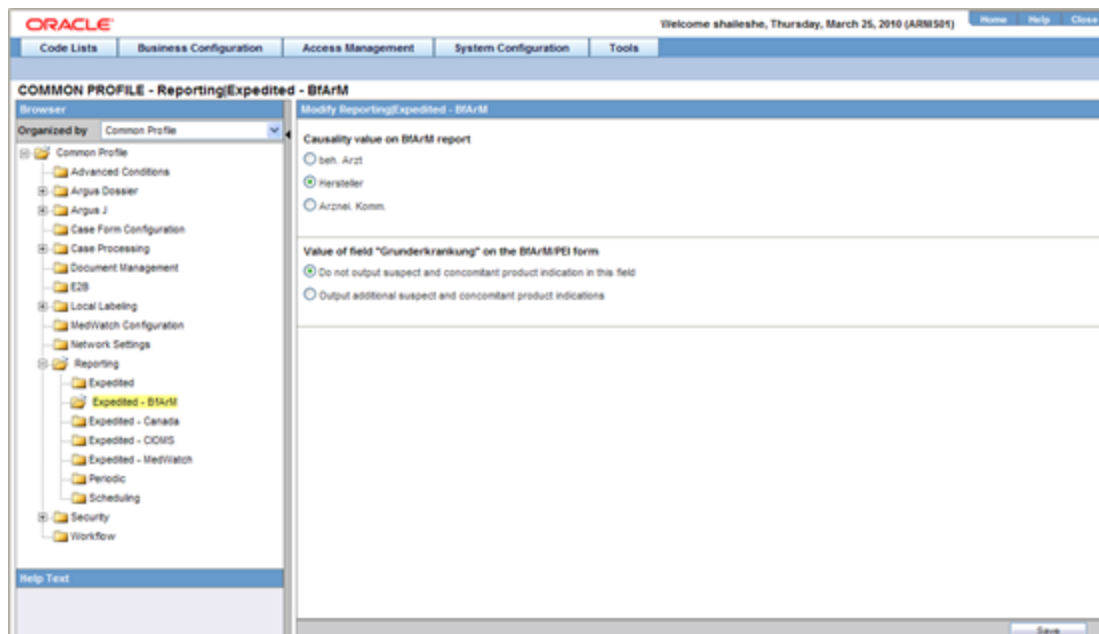 ORACLE
Welcome shaileshe, Thursday, March 25, 2010 (ARNIS01)
Home Help Close
Code Lists Business Configuration Access Management System Configuration Tools
COMMON PROFILE - Reporting|Expedited - BfArM
Browser
Organized by Common Profile
Common Profile
Advanced Conditions
Argus Dossier
Argus J
Case Form Configuration
Case Processing
Document Management
E2B
Local Labeling
MedWatch Configuration
Network Settings
Reporting
Expedited
Expedited - BfArM
Expedited - Canada
Expedited - CIOMS
Expedited - MedWatch
Periodic
Scheduling
Security
Workflow
Help Text
Modify Reporting|Expedited - BfArM
Causality value on BfArM report
beh. Arzt
Hersteller
Arznei. Komm.
Value of field "Grunderkrankung" on the BfArM/PEI form
Do not output suspect and concomitant product indication in this field
Output additional suspect and concomitant product indications
Save